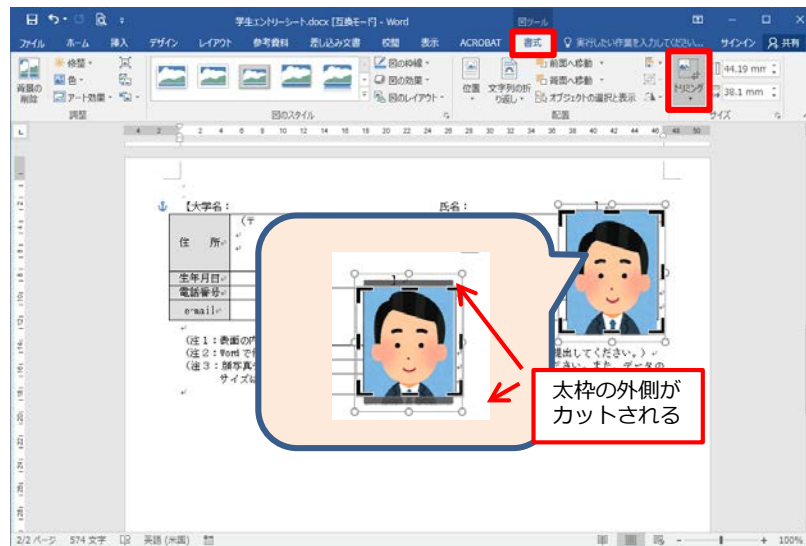 学生エントリーシート.docx [互換モード] - Word
図ツール
ファイル ホーム 挿入 デザイン レイアウト 参考資料 差し込み文書 校閲 表示 ACROBAT 書式 実行したい作業を入力してください... サインイン 共有
背景の削除
修整
色
アート効果
調整
図のスタイル
図の枠線
図の効果
図のレイアウト
位置
文字列の折り返し
前面へ移動
背面へ移動
オブジェクトの選択と表示
配置
トリミング
44.19 mm
38.1 mm
サイズ
【大学名：
氏名：
】
住 所
（〒
生年月日
電話番号
e-mail
（注１：表面の内
（注２：Wordで作
（注３：顔写真デ
サイズは
提出してください。）
ださい。また、データの
太枠の外側が
カットされる
2/2 ページ 574 文字 英語 (米国)
100%